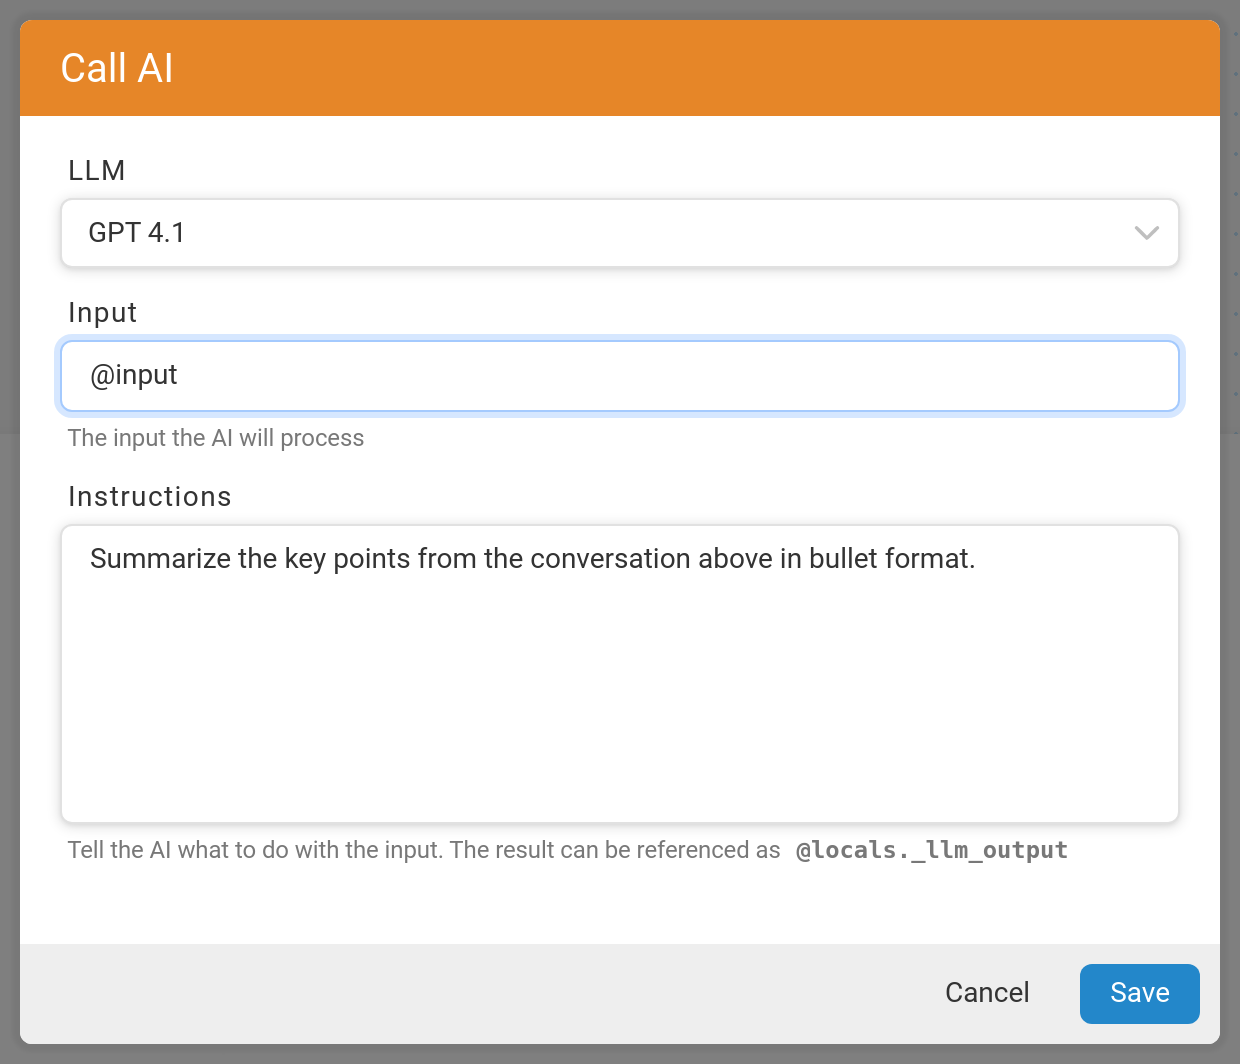 Call AI
LLM
GPT 4.1
Input
@input
The input the AI will process
Instructions
Summarize the key points from the conversation above in bullet format.
Tell the AI what to do with the input. The result can be referenced as @locals._llm_output
Cancel
Save